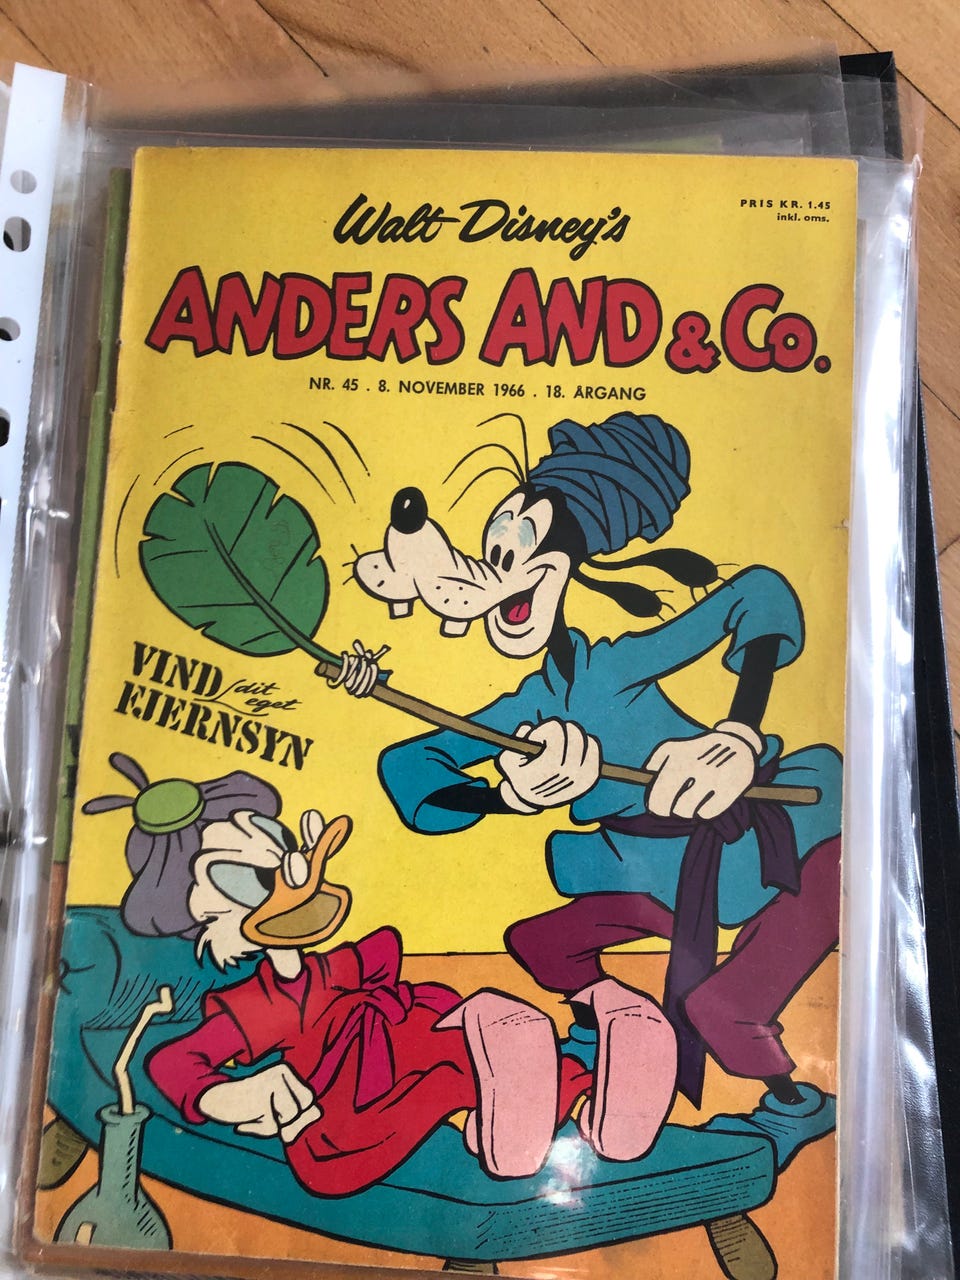 Walt Disney's
PRIS KR. 1.45
inkl. oms.
ANDERS AND & Co.
NR. 45 . 8. NOVEMBER 1966 . 18. ÅRGANG
VIND dit
eget
FJERNSYN